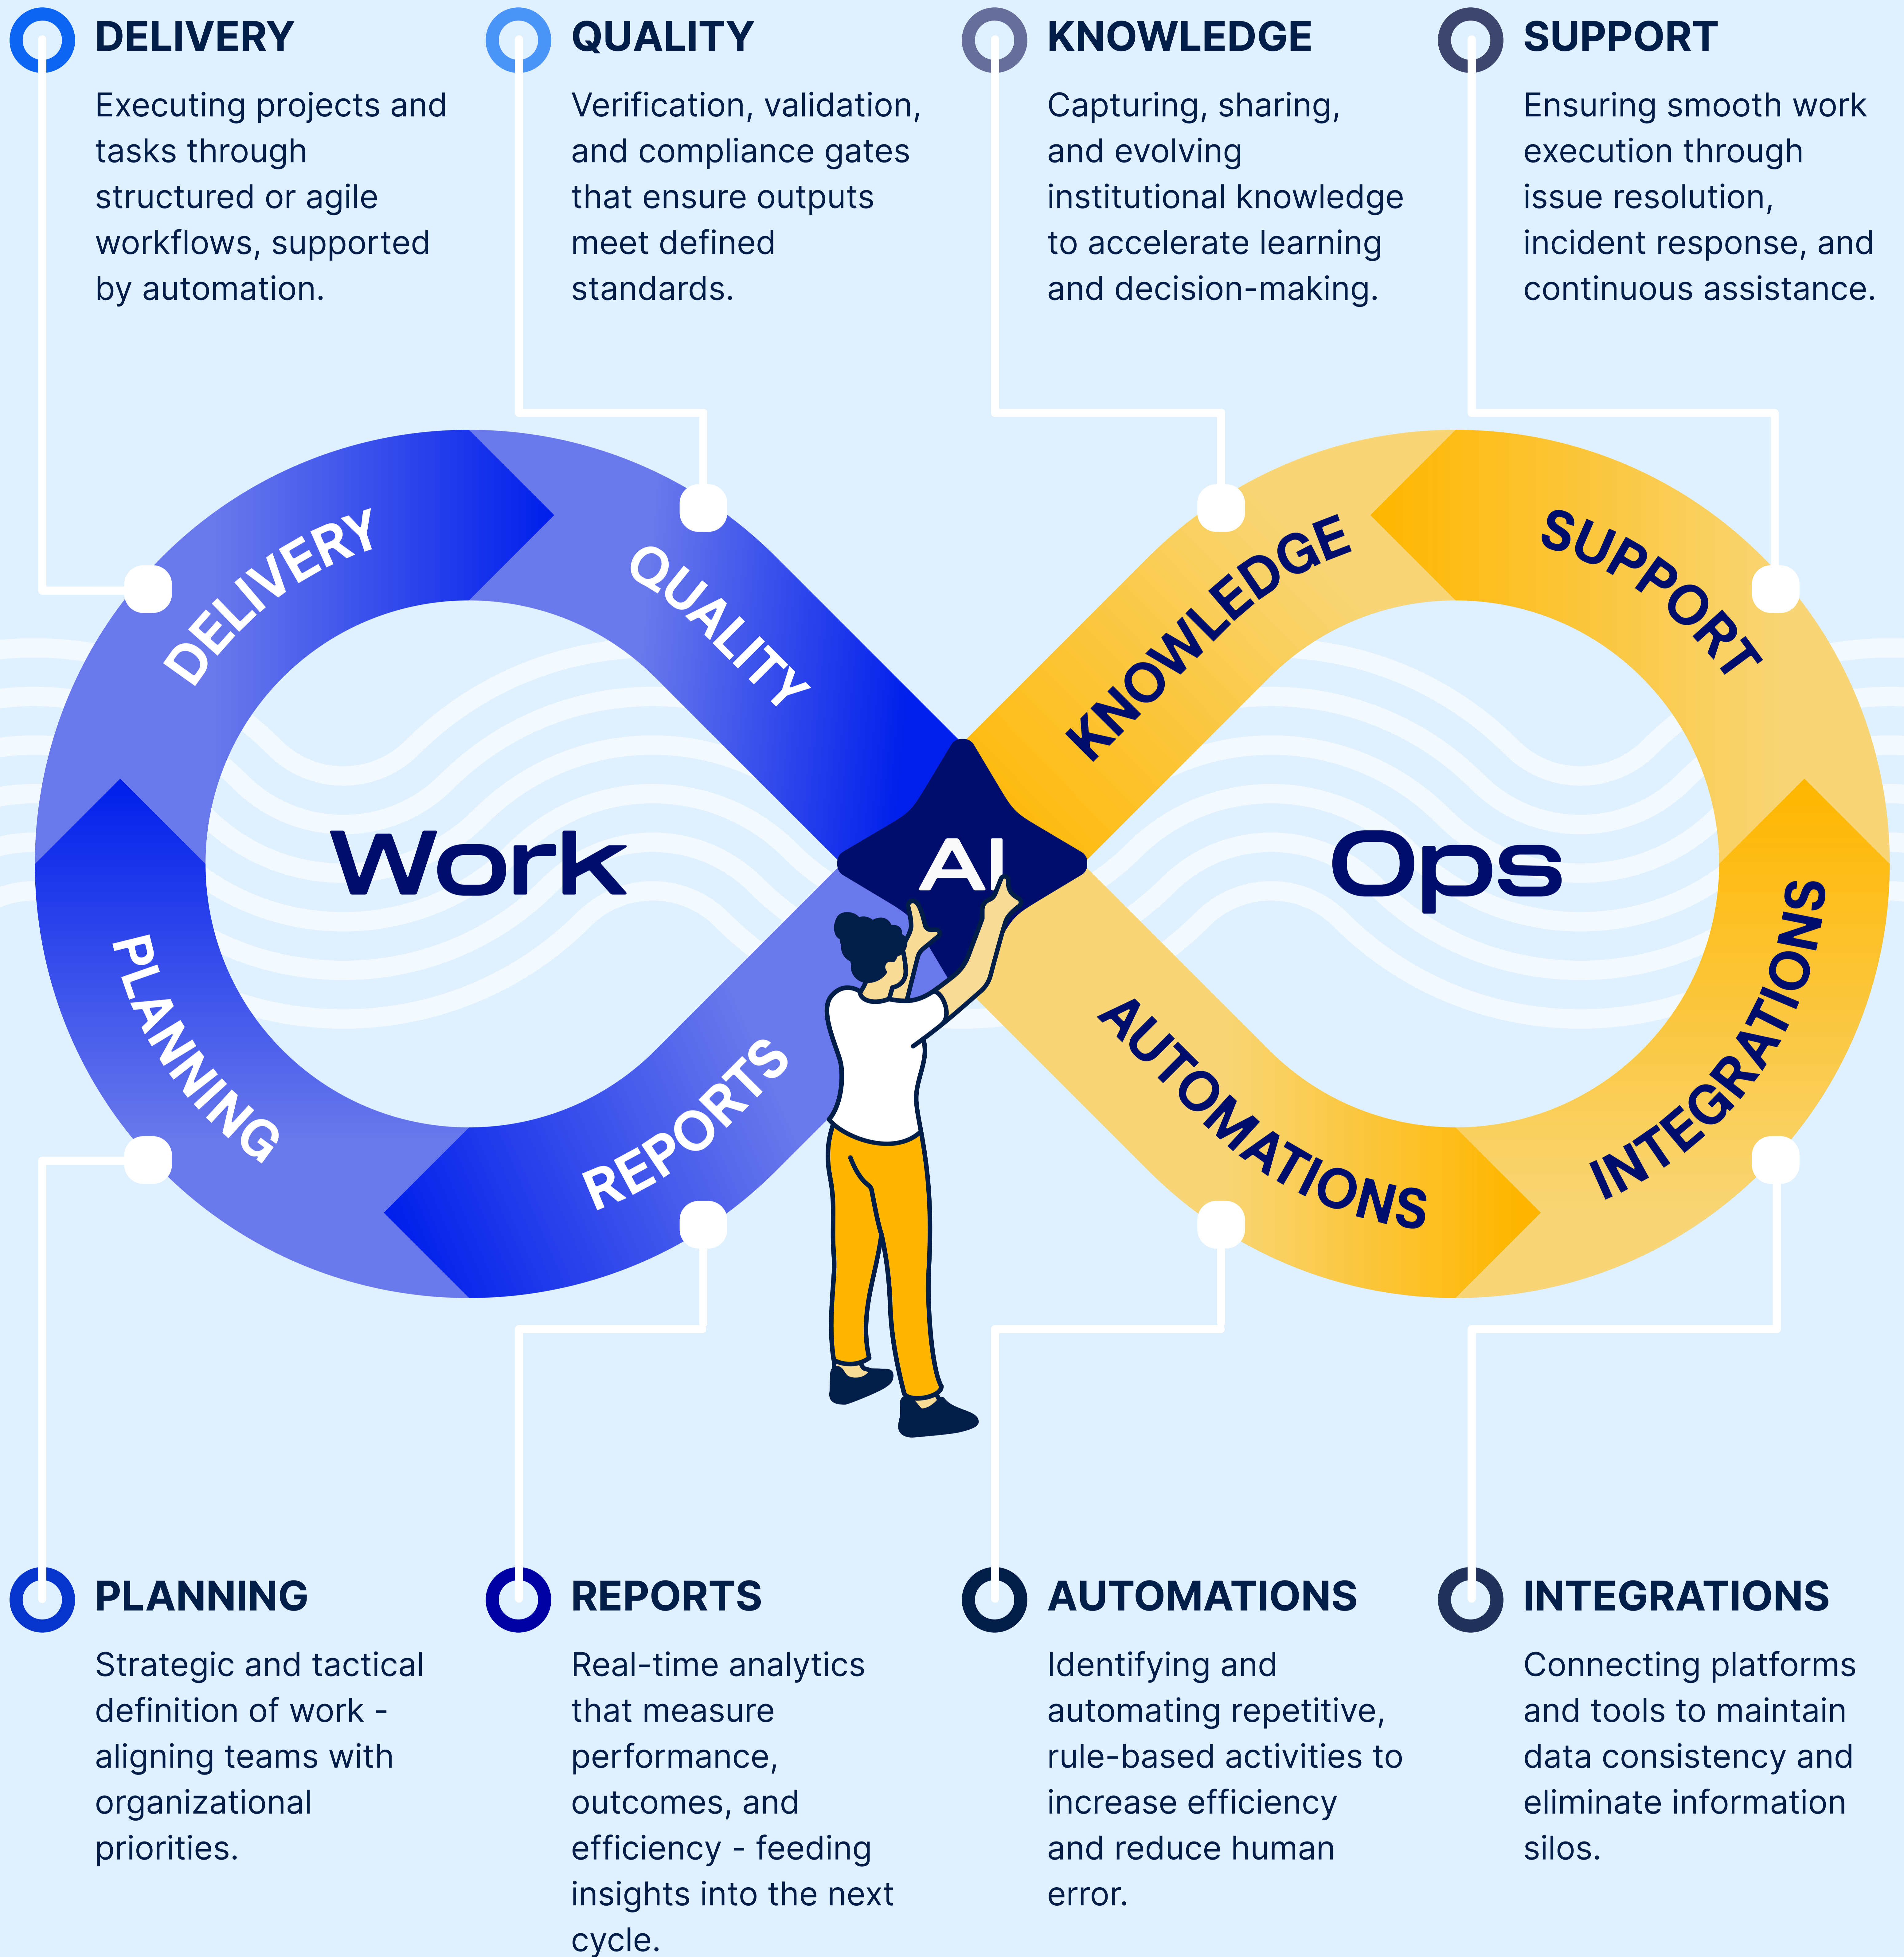 DELIVERY
Executing projects and
tasks through
structured or agile
workflows, supported
by automation.
QUALITY
Verification, validation,
and compliance gates
that ensure outputs
meet defined
standards.
KNOWLEDGE
Capturing, sharing,
and evolving
institutional knowledge
to accelerate learning
and decision-making.
SUPPORT
Ensuring smooth work
execution through
issue resolution,
incident response, and
continuous assistance.
DELIVERY
QUALITY
KNOWLEDGE
SUPPORT
Work
AI
Ops
PLANNING
REPORTS
AUTOMATIONS
INTEGRATIONS
PLANNING
Strategic and tactical
definition of work -
aligning teams with
organizational
priorities.
REPORTS
Real-time analytics
that measure
performance,
outcomes, and
efficiency - feeding
insights into the next
cycle.
AUTOMATIONS
Identifying and
automating repetitive,
rule-based activities to
increase efficiency
and reduce human
error.
INTEGRATIONS
Connecting platforms
and tools to maintain
data consistency and
eliminate information
silos.